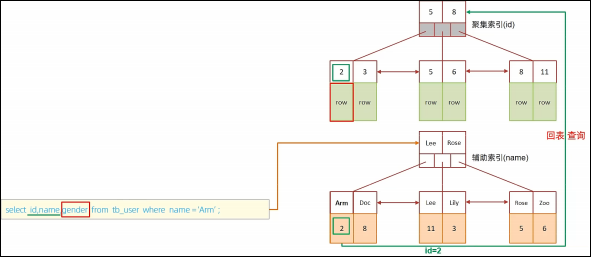 5 8
聚集索引(id)
2 3 5 6 8 11
row row row row row row
回表 查询
Lee Rose
辅助索引(name)
Arm Doc Lee Lily Rose Zoo
select id,name,gender from tb_user where name = 'Arm' ;
2 8 11 3 5 6
id=2